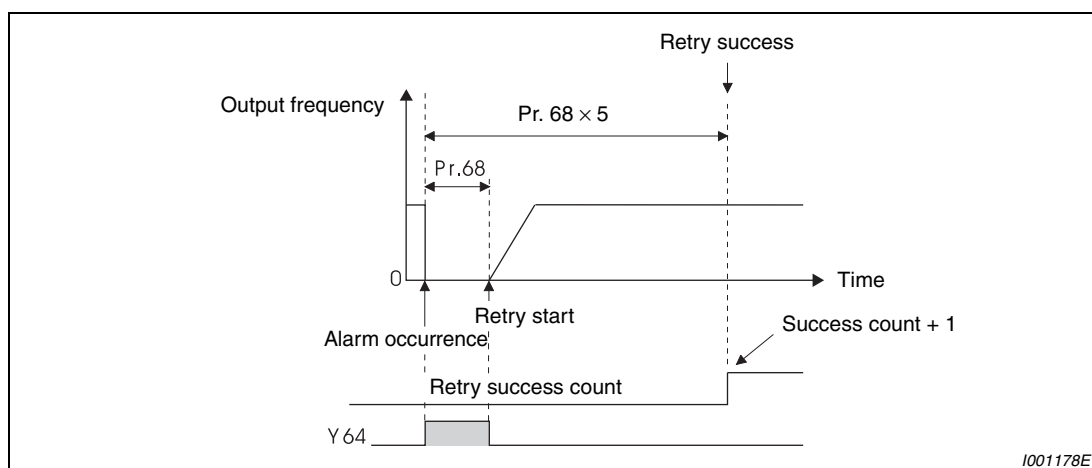 Retry success
Output frequency
Pr. 68 × 5
Pr.68
0
Time
Retry start
Alarm occurrence
Success count + 1
Retry success count
Y64
I001178E